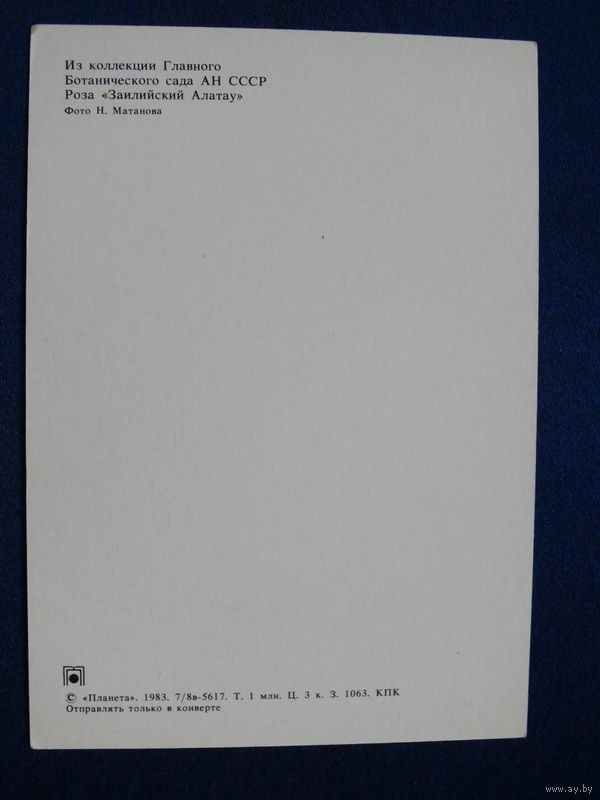 Из коллекции Главного
Ботанического сада АН СССР
Роза «Заилийский Алатау»
Фото Н. Матанова
© «Планета». 1983. 7/8в-5617. Т. 1 млн. Ц. 3 к. З. 1063. КПК
Отправлять только в конверте
www.ay.by